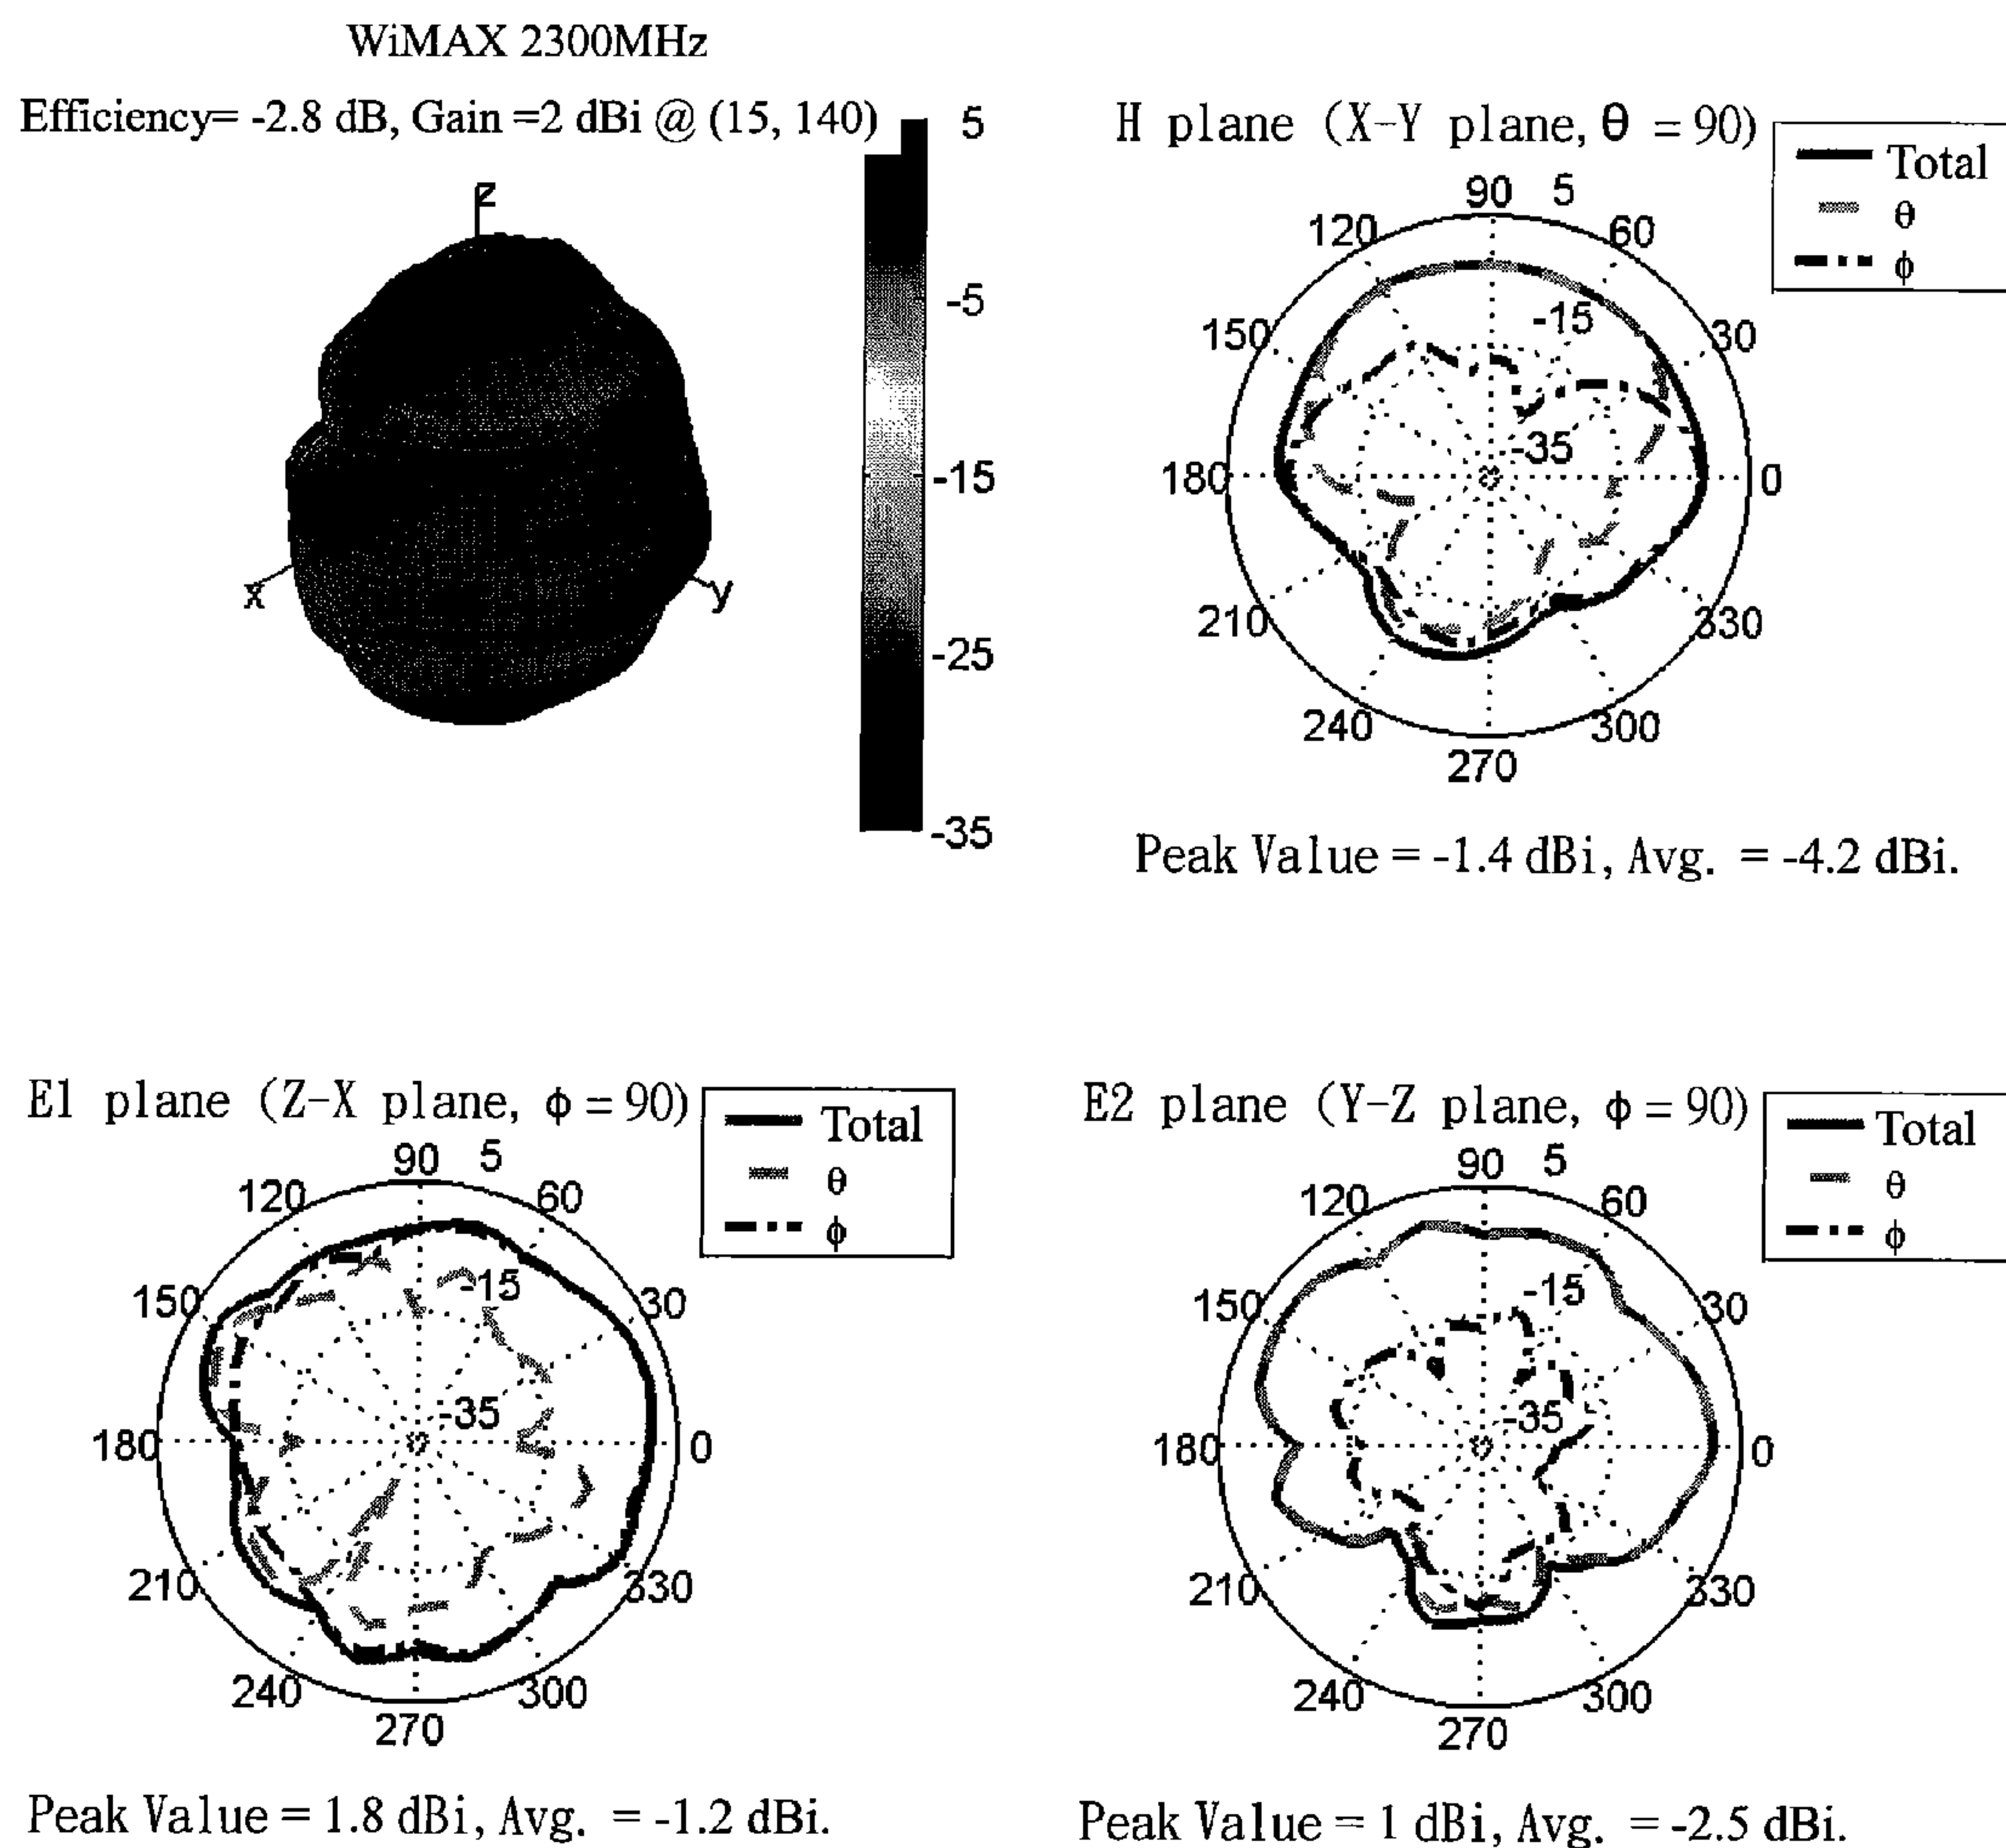 WiMAX 2300MHz
Efficiency= -2.8 dB, Gain =2 dBi @ (15, 140)
5
-5
-15
-25
-35
z
x
y
H plane (X-Y plane, θ = 90)
Total
θ
ϕ
90
5
120
60
150
-15
30
-35
180
0
210
330
240
300
270
Peak Value = -1.4 dBi, Avg. = -4.2 dBi.
E1 plane (Z-X plane, ϕ = 90)
Total
θ
ϕ
90
5
120
60
150
-15
30
-35
180
0
210
330
240
300
270
Peak Value = 1.8 dBi, Avg. = -1.2 dBi.
E2 plane (Y-Z plane, ϕ = 90)
Total
θ
ϕ
90
5
120
60
150
-15
30
-35
180
0
210
330
240
300
270
Peak Value = 1 dBi, Avg. = -2.5 dBi.